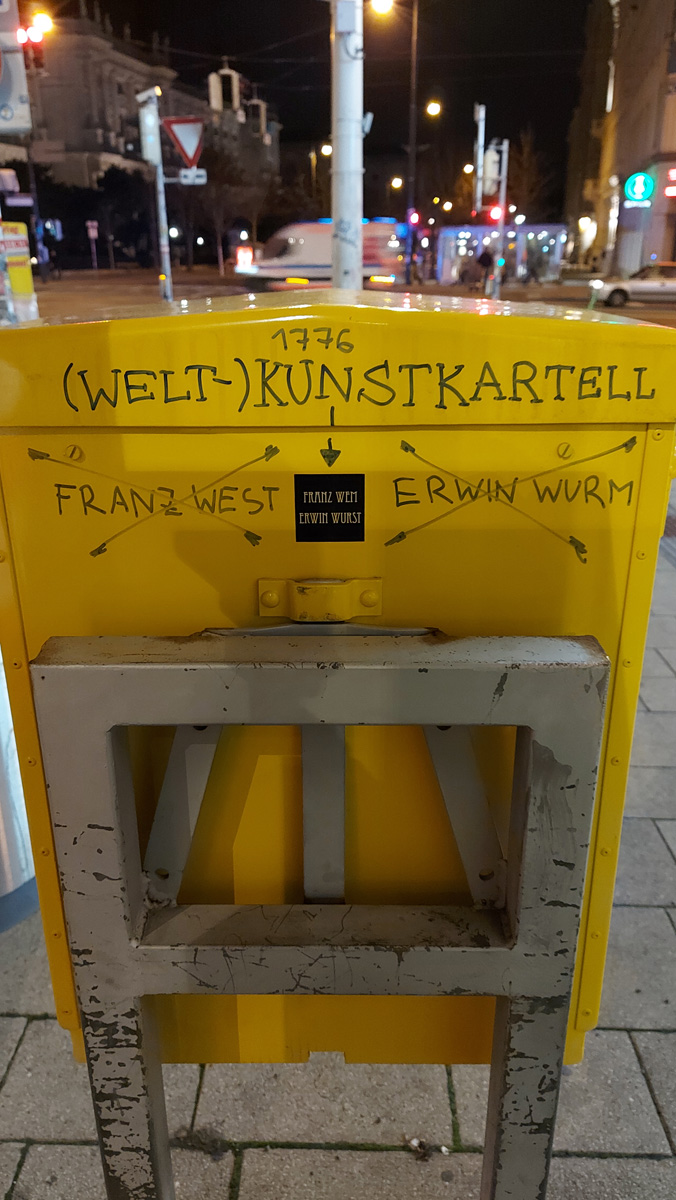 1776
(WELT-)KUNSTKARTELL
FRANZ WEST
FRANZ WEM
ERWIN WURST
ERWIN WURM